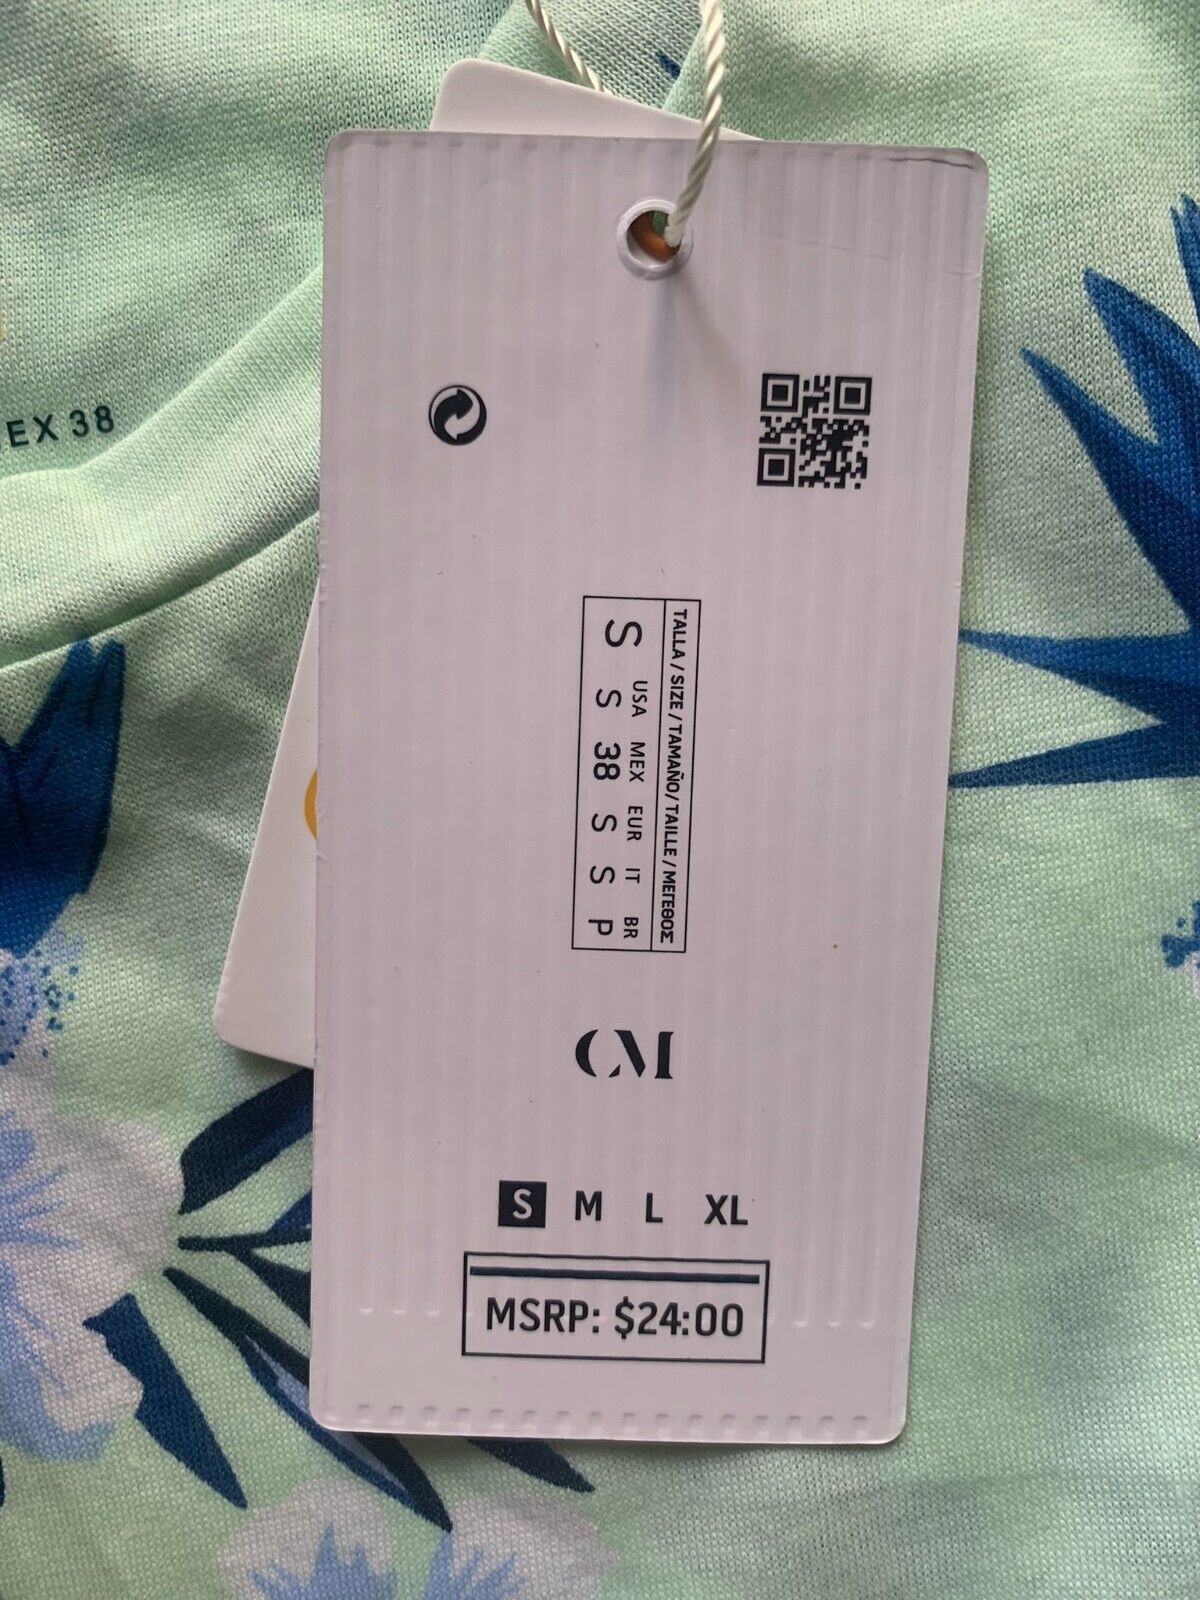 EX 38
TALLA / SIZE / TAMAÑO / TAILLE / ΜΕΓΕΘΟΣ
USA MEX EUR IT BR
S S 38 S S P
CM
S M L XL
MSRP: $24:00